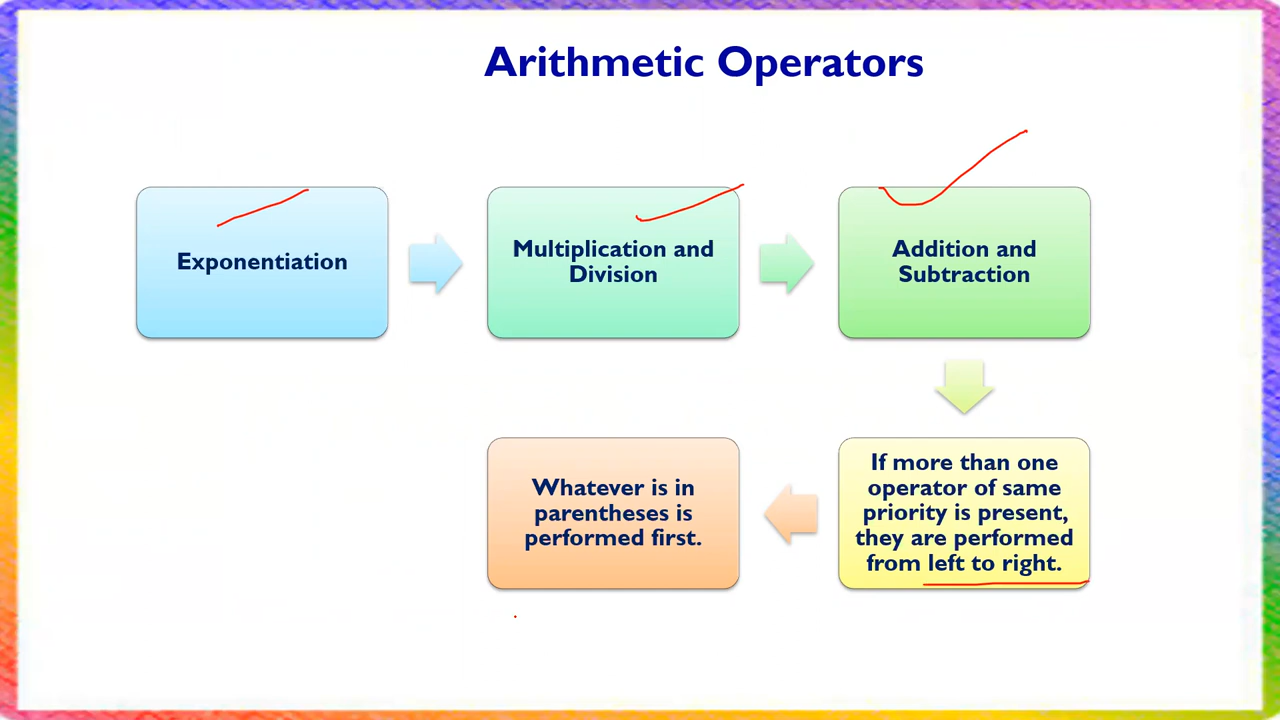 Arithmetic Operators
Exponentiation
Multiplication and
Division
Addition and
Subtraction
If more than one
operator of same
priority is present,
they are performed
from left to right.
Whatever is in
parentheses is
performed first.